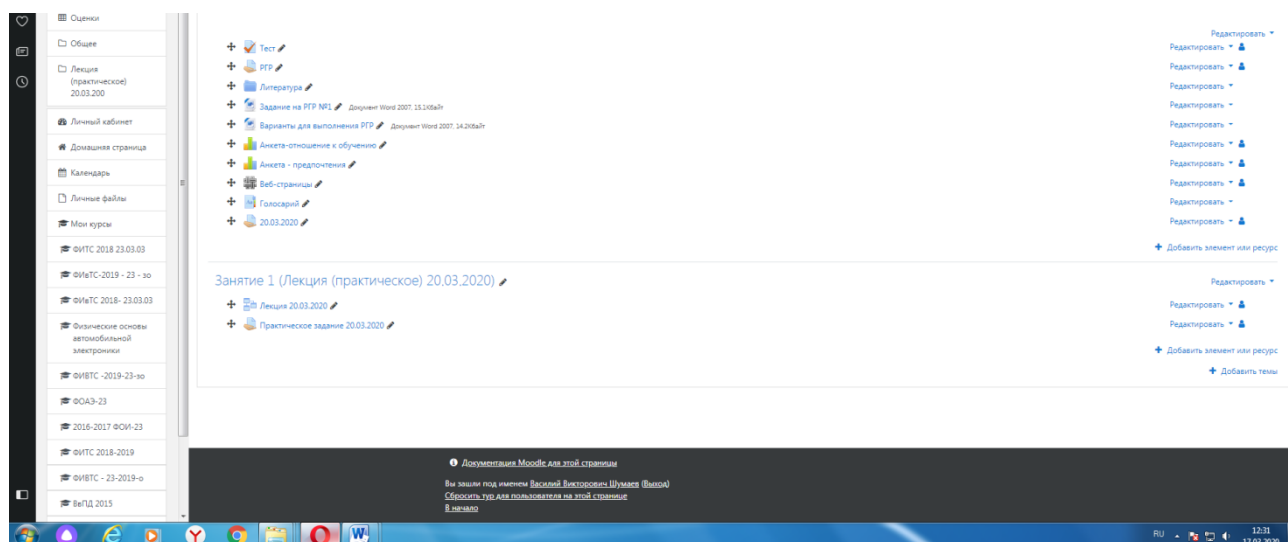 Оценки
Общее
Лекция
(практическое)
20.03.200
Личный кабинет
Домашняя страница
Календарь
Личные файлы
Мои курсы
ФИТС 2018 23.03.03
ФИвТС-2019 - 23 - зо
ФИвТС 2018- 23.03.03
Физические основы
автомобильной
электроники
ФИВТС -2019-23-зо
ФОАЭ-23
2016-2017 ФОИ-23
ФИТС 2018-2019
ФИВТС - 23-2019-о
ВвПД 2015
Редактировать
Тест Редактировать
РГР Редактировать
Литература Редактировать
Задание на РГР №1 Документ Word 2007, 13.1Кбайт Редактировать
Варианты для выполнения РГР Документ Word 2007, 14.2Кбайт Редактировать
Анкета-отношение к обучению Редактировать
Анкета - предпочтения Редактировать
Веб-страницы Редактировать
Голосарий Редактировать
20.03.2020 Редактировать
Добавить элемент или ресурс
Занятие 1 (Лекция (практическое) 20.03.2020) Редактировать
Лекция 20.03.2020 Редактировать
Практическое задание 20.03.2020 Редактировать
Добавить элемент или ресурс
Добавить темы
Документация Moodle для этой страницы
Вы зашли под именем Василий Викторович Шумаев (Выход)
Сбросить тур для пользователя на этой странице
В начало
RU 12:31
17.03.2020